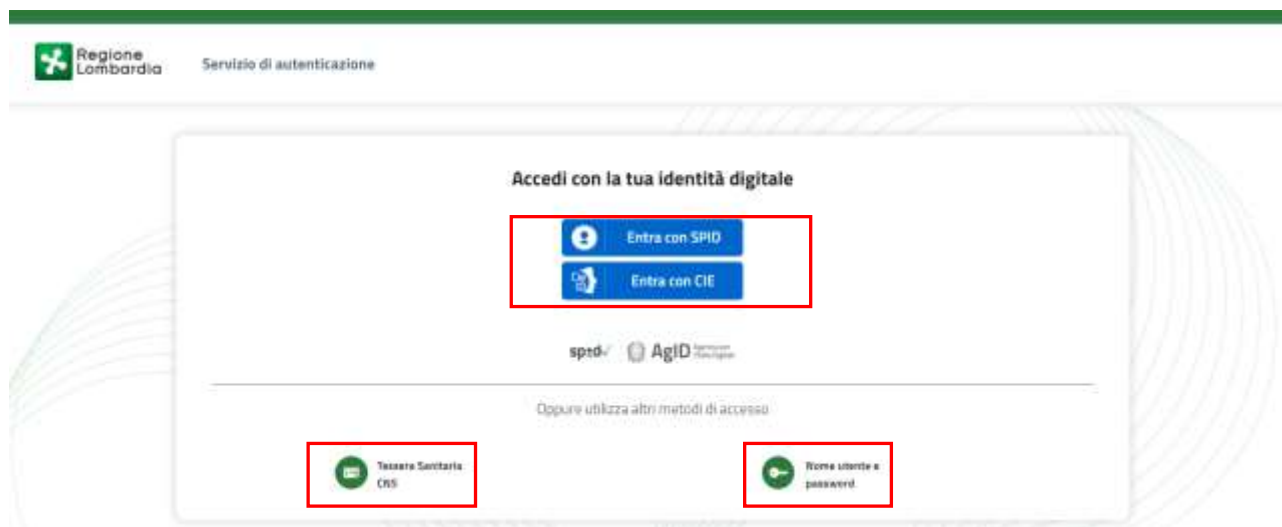 Regione
Lombardia
Servizio di autenticazione
Accedi con la tua identità digitale
Entra con SPID
Entra con CIE
spid AgID
Oppure utilizza altri metodi di accesso
Tessera Sanitaria
CNS
Nome utente e
password